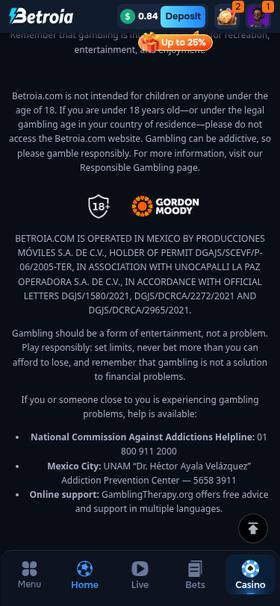 Betroia
$ 0.84 Deposit
2
1
Remember that gambling is in for recreation,
Up to 25%
entertainment, and enjoyment.
Betroia.com is not intended for children or anyone under the
age of 18. If you are under 18 years old—or under the legal
gambling age in your country of residence—please do not
access the Betroia.com website. Gambling can be addictive, so
please gamble responsibly. For more information, visit our
Responsible Gambling page.
18+
GORDON
MOODY
BETROIA.COM IS OPERATED IN MEXICO BY PRODUCCIONES
MÓVILES S.A. DE C.V., HOLDER OF PERMIT DGAJS/SCEVF/P-
06/2005-TER, IN ASSOCIATION WITH UNOCAPALLI LA PAZ
OPERADORA S.A. DE C.V., IN ACCORDANCE WITH OFFICIAL
LETTERS DGJS/1580/2021, DGJS/DCRCA/2272/2021 AND
DGJS/DCRCA/2965/2021.
Gambling should be a form of entertainment, not a problem.
Play responsibly: set limits, never bet more than you can
afford to lose, and remember that gambling is not a solution
to financial problems.
If you or someone close to you is experiencing gambling
problems, help is available:
• National Commission Against Addictions Helpline: 01
800 911 2000
• Mexico City: UNAM “Dr. Héctor Ayala Velázquez”
Addiction Prevention Center — 5658 3911
• Online support: GamblingTherapy.org offers free advice
and support in multiple languages.
Menu
Home
Live
Bets
Casino